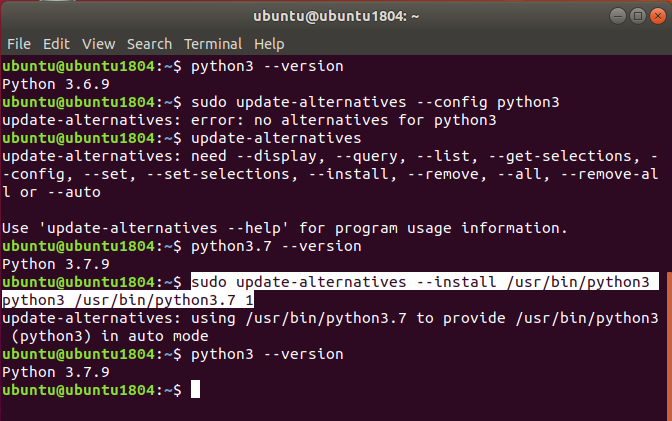 ubuntu@ubuntu1804: ~
File Edit View Search Terminal Help
ubuntu@ubuntu1804:~$ python3 --version
Python 3.6.9
ubuntu@ubuntu1804:~$ sudo update-alternatives --config python3
update-alternatives: error: no alternatives for python3
ubuntu@ubuntu1804:~$ update-alternatives
update-alternatives: need --display, --query, --list, --get-selections, -
-config, --set, --set-selections, --install, --remove, --all, --remove-al
l or --auto
Use 'update-alternatives --help' for program usage information.
ubuntu@ubuntu1804:~$ python3.7 --version
Python 3.7.9
ubuntu@ubuntu1804:~$ sudo update-alternatives --install /usr/bin/python3
python3 /usr/bin/python3.7 1
update-alternatives: using /usr/bin/python3.7 to provide /usr/bin/python3
 (python3) in auto mode
ubuntu@ubuntu1804:~$ python3 --version
Python 3.7.9
ubuntu@ubuntu1804:~$